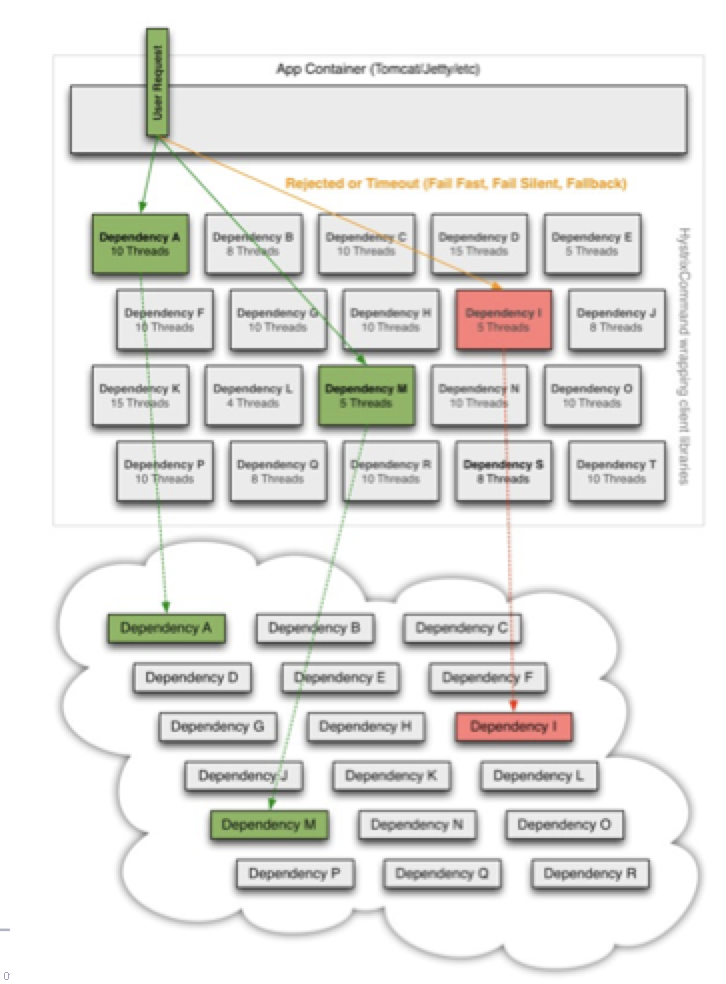 User Request
App Container (Tomcat/Jetty/etc)
Rejected or Timeout (Fail Fast, Fail Silent, Fallback)
Dependency A
10 Threads
Dependency B
8 Threads
Dependency C
10 Threads
Dependency D
15 Threads
Dependency E
5 Threads
Dependency F
10 Threads
Dependency G
10 Threads
Dependency H
10 Threads
Dependency I
5 Threads
Dependency J
8 Threads
Dependency K
15 Threads
Dependency L
4 Threads
Dependency M
5 Threads
Dependency N
10 Threads
Dependency O
10 Threads
Dependency P
10 Threads
Dependency Q
8 Threads
Dependency R
10 Threads
Dependency S
8 Threads
Dependency T
10 Threads
HystrixCommand wrapping client libraries
Dependency A
Dependency B
Dependency C
Dependency D
Dependency E
Dependency F
Dependency G
Dependency H
Dependency I
Dependency J
Dependency K
Dependency L
Dependency M
Dependency N
Dependency O
Dependency P
Dependency Q
Dependency R
0